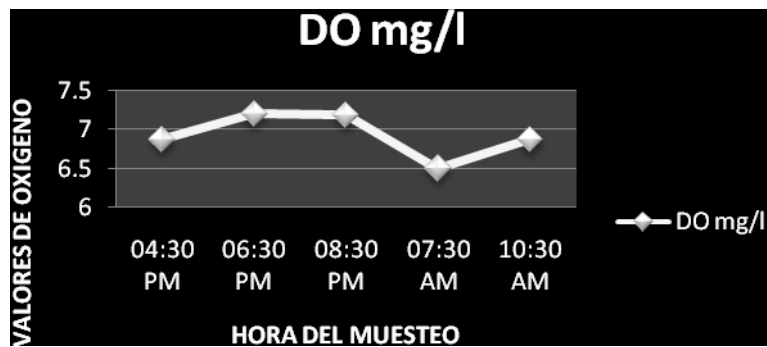 DO mg/l
VALORES DE OXIGENO
7.5
7
6.5
6
04:30 PM
06:30 PM
08:30 PM
07:30 AM
10:30 AM
HORA DEL MUESTEO
DO mg/l